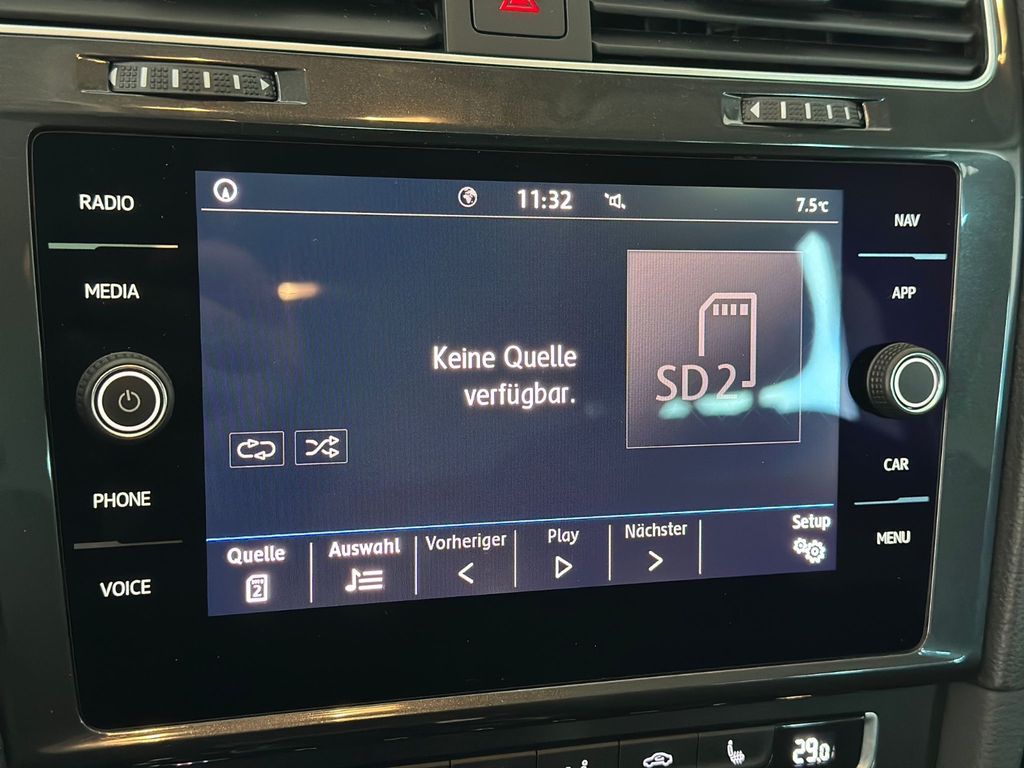 11:32
7.5°C
RADIO
NAV
MEDIA
APP
Keine Quelle
verfügbar.
SD2
CAR
PHONE
MENU
VOICE
Quelle
2
Auswahl
Vorheriger
Play
Nächster
Setup
29.0